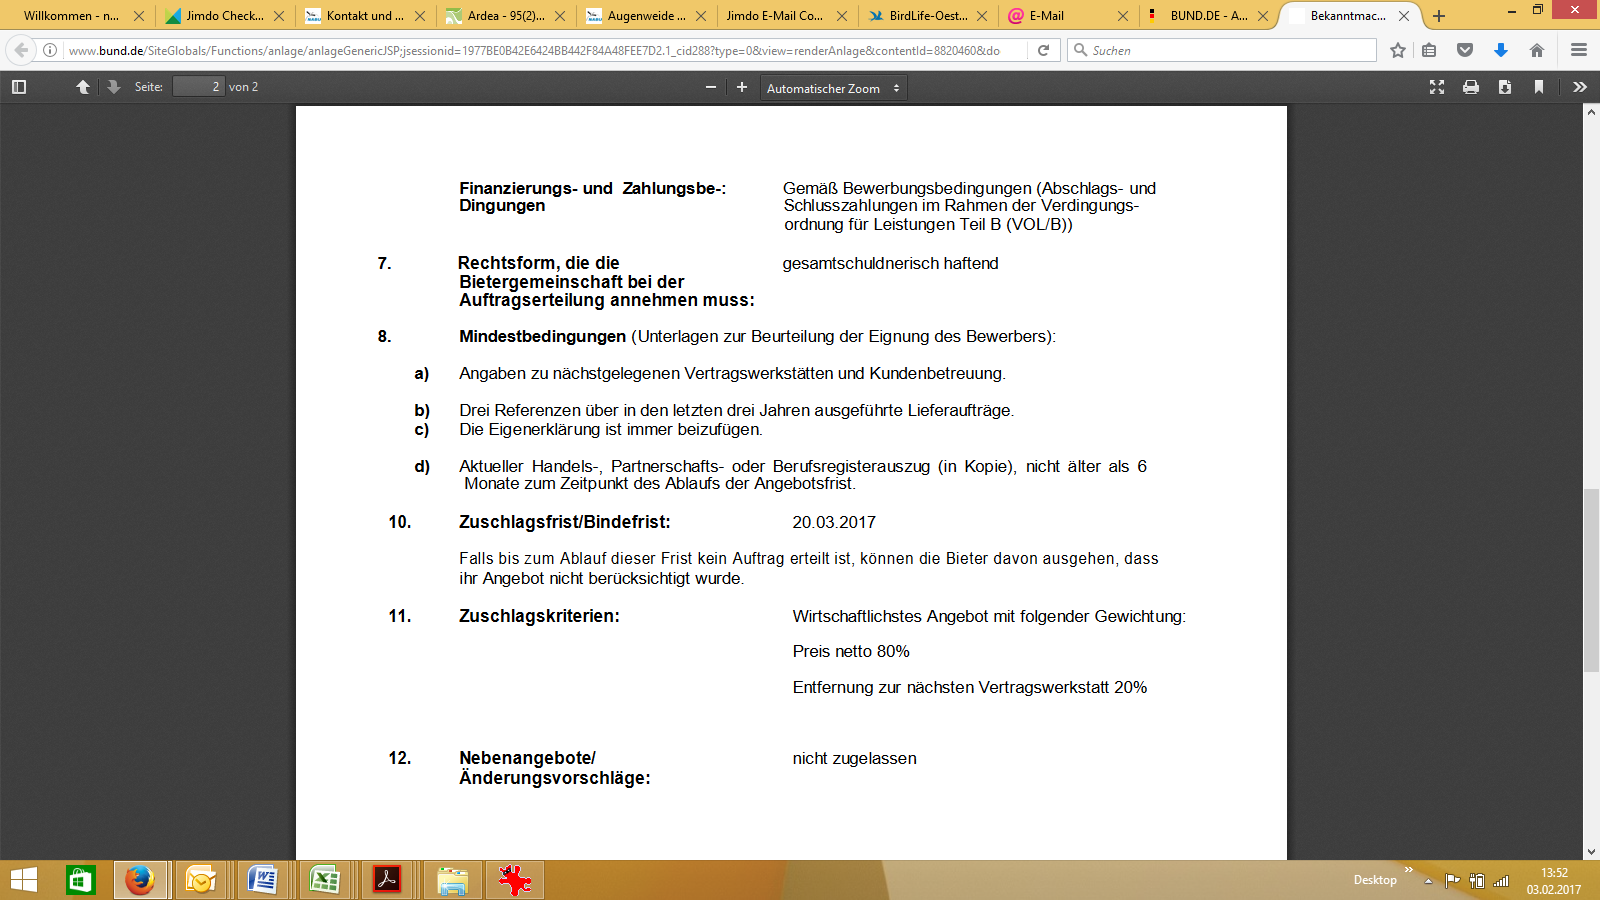 Willkommen - n...
Jimdo Check...
Kontakt und ...
Ardea - 95(2)...
Augenweide ...
Jimdo E-Mail Co...
BirdLife-Oest...
E-Mail
BUND.DE - A...
Bekanntmac...
www.bund.de/SiteGlobals/Functions/anlage/anlageGenericJSP;jsessionid=1977BE0B42E6424BB442F84A48FEE7D2.1_cid288?type=0&view=renderAnlage&contentId=8820460&do
Suchen
Seite: 2 von 2
Automatischer Zoom
Finanzierungs- und Zahlungsbe-: Gemäß Bewerbungsbedingungen (Abschlags- und
Dingungen Schlusszahlungen im Rahmen der Verdingungs-
ordnung für Leistungen Teil B (VOL/B))
7. Rechtsform, die die gesamtschuldnerisch haftend
Bietergemeinschaft bei der
Auftragserteilung annehmen muss:
8. Mindestbedingungen (Unterlagen zur Beurteilung der Eignung des Bewerbers):
a) Angaben zu nächstgelegenen Vertragswerkstätten und Kundenbetreuung.
b) Drei Referenzen über in den letzten drei Jahren ausgeführte Lieferaufträge.
c) Die Eigenerklärung ist immer beizufügen.
d) Aktueller Handels-, Partnerschafts- oder Berufsregisterauszug (in Kopie), nicht älter als 6
Monate zum Zeitpunkt des Ablaufs der Angebotsfrist.
10. Zuschlagsfrist/Bindefrist: 20.03.2017
Falls bis zum Ablauf dieser Frist kein Auftrag erteilt ist, können die Bieter davon ausgehen, dass
ihr Angebot nicht berücksichtigt wurde.
11. Zuschlagskriterien: Wirtschaftlichstes Angebot mit folgender Gewichtung:
Preis netto 80%
Entfernung zur nächsten Vertragswerkstatt 20%
12. Nebenangebote/ nicht zugelassen
Änderungsvorschläge:
Desktop
13:52
03.02.2017